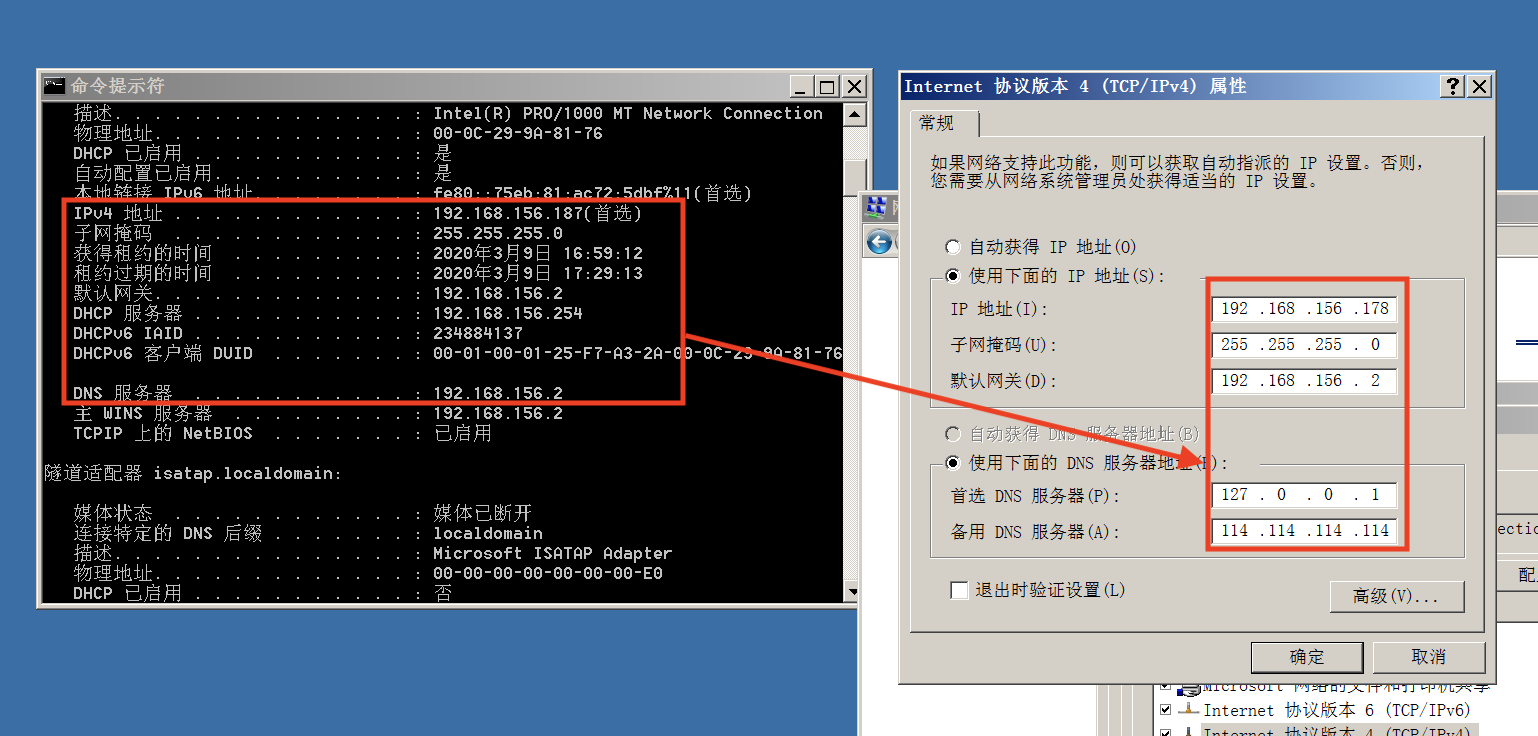 命令提示符
描述. . . . . . . . . . . . . . . : Intel(R) PRO/1000 MT Network Connection
物理地址. . . . . . . . . . . . . : 00-0C-29-9A-81-76
DHCP 已启用 . . . . . . . . . . . : 是
自动配置已启用. . . . . . . . . . : 是
本地链接 IPv6 地址. . . . . . . . : fe80::75eb:81:ac72:5dbf%11(首选)
IPv4 地址 . . . . . . . . . . . . : 192.168.156.187(首选)
子网掩码 . . . . . . . . . . . . : 255.255.255.0
获得租约的时间 . . . . . . . . . : 2020年3月9日 16:59:12
租约过期的时间 . . . . . . . . . : 2020年3月9日 17:29:13
默认网关. . . . . . . . . . . . . : 192.168.156.2
DHCP 服务器 . . . . . . . . . . . : 192.168.156.254
DHCPv6 IAID . . . . . . . . . . . : 234884137
DHCPv6 客户端 DUID . . . . . . . : 00-01-00-01-25-F7-A3-2A-00-0C-29-9A-81-76
DNS 服务器 . . . . . . . . . . . : 192.168.156.2
主 WINS 服务器 . . . . . . . . . : 192.168.156.2
TCPIP 上的 NetBIOS . . . . . . . : 已启用
隧道适配器 isatap.localdomain:
媒体状态 . . . . . . . . . . . . : 媒体已断开
连接特定的 DNS 后缀 . . . . . . . : localdomain
描述. . . . . . . . . . . . . . . : Microsoft ISATAP Adapter
物理地址. . . . . . . . . . . . . : 00-00-00-00-00-00-00-E0
DHCP 已启用 . . . . . . . . . . . : 否
Internet 协议版本 4 (TCP/IPv4) 属性
常规
如果网络支持此功能，则可以获取自动指派的 IP 设置。否则，
您需要从网络系统管理员处获得适当的 IP 设置。
自动获得 IP 地址(O)
使用下面的 IP 地址(S):
IP 地址(I): 192 .168 .156 .178
子网掩码(U): 255 .255 .255 . 0
默认网关(D): 192 .168 .156 . 2
自动获得 DNS 服务器地址(B)
使用下面的 DNS 服务器地址(E):
首选 DNS 服务器(P): 127 . 0 . 0 . 1
备用 DNS 服务器(A): 114 .114 .114 .114
退出时验证设置(L)
高级(V)...
确定 取消
Microsoft 网络的文件和打印机共享
Internet 协议版本 6 (TCP/IPv6)
Internet 协议版本 4 (TCP/IPv4)